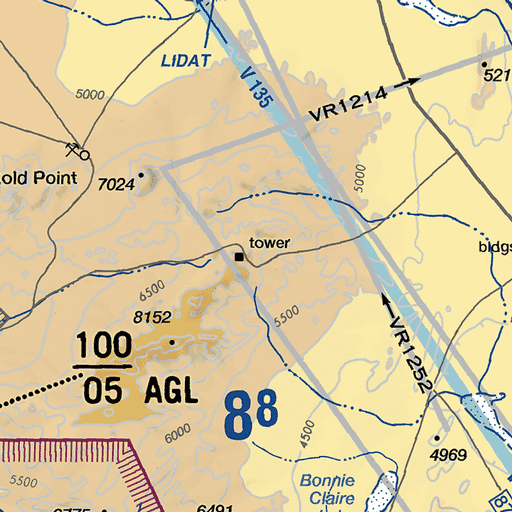 LIDAT
V 135
VR1214
521
5000
old Point
7024
5000
tower
bldgs
6500
8152
5500
100
05 AGL
VR1252
8⁸
6000
4500
4969
5500
Bonnie
Claire
6491
8